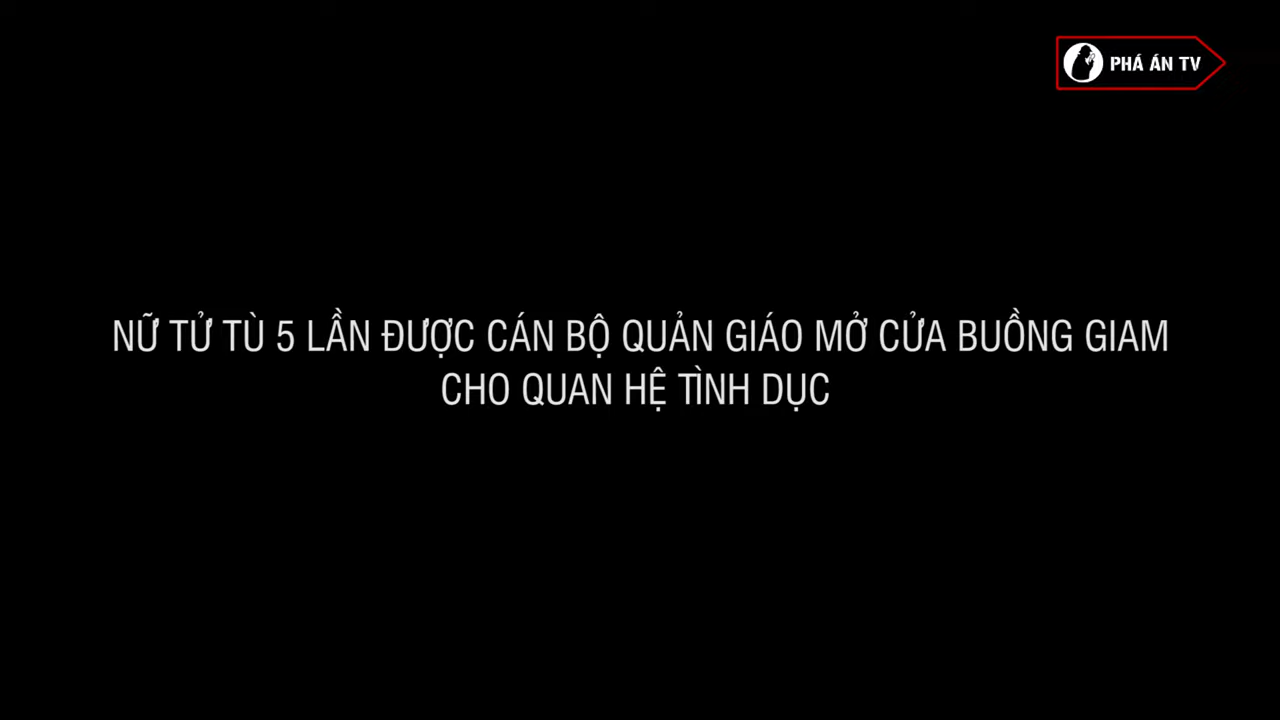 PHÁ ÁN TV
NỮ TỬ TÙ 5 LẦN ĐƯỢC CÁN BỘ QUẢN GIÁO MỞ CỬA BUỒNG GIAM
CHO QUAN HỆ TÌNH DỤC